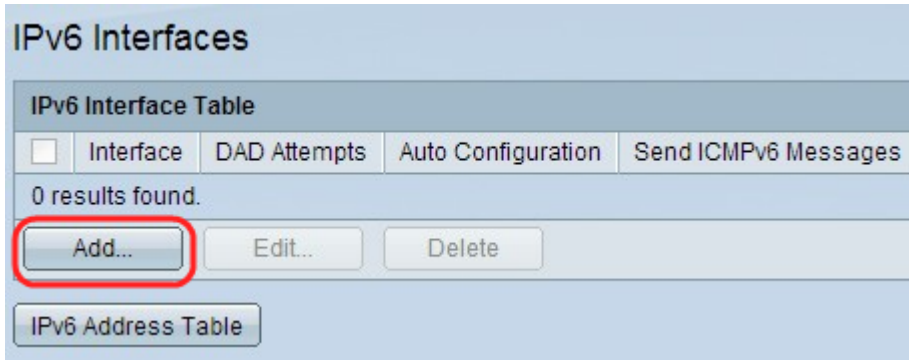 IPv6 Interfaces
IPv6 Interface Table
Interface DAD Attempts Auto Configuration Send ICMPv6 Messages
0 results found.
Add... Edit... Delete
IPv6 Address Table